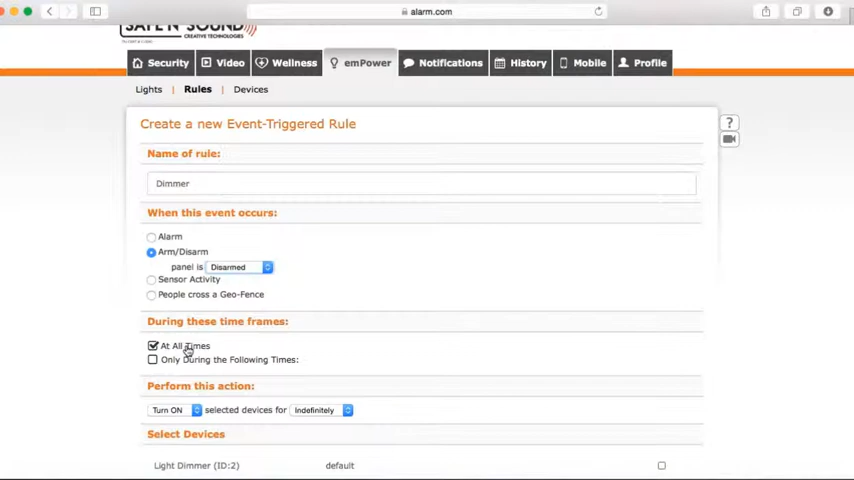 alarm.com
SAFE N' SOUND
CREATIVE TECHNOLOGIES
Security Video Wellness emPower Notifications History Mobile Profile
Lights | Rules | Devices
Create a new Event-Triggered Rule
?
Name of rule:
Dimmer
When this event occurs:
Alarm
Arm/Disarm
panel is Disarmed
Sensor Activity
People cross a Geo-Fence
During these time frames:
At All Times
Only During the Following Times:
Perform this action:
Turn ON selected devices for Indefinitely
Select Devices
Light Dimmer (ID:2) default